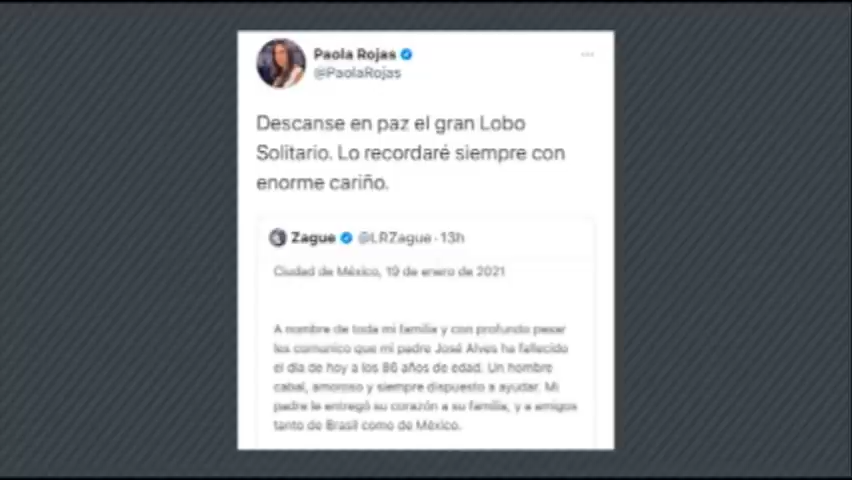 Paola Rojas
@PaolaRojas
Descanse en paz el gran Lobo
Solitario. Lo recordaré siempre con
enorme cariño.
Zague @LRZague · 13h
Ciudad de México, 19 de enero de 2021
A nombre de toda mi familia y con profundo pesar
les comunico que mi padre José Alves ha fallecido
el día de hoy a los 86 años de edad. Un hombre
cabal, amoroso y siempre dispuesto a ayudar. Mi
padre le entregó su corazón a su familia, y a amigos
tanto de Brasil como de México.